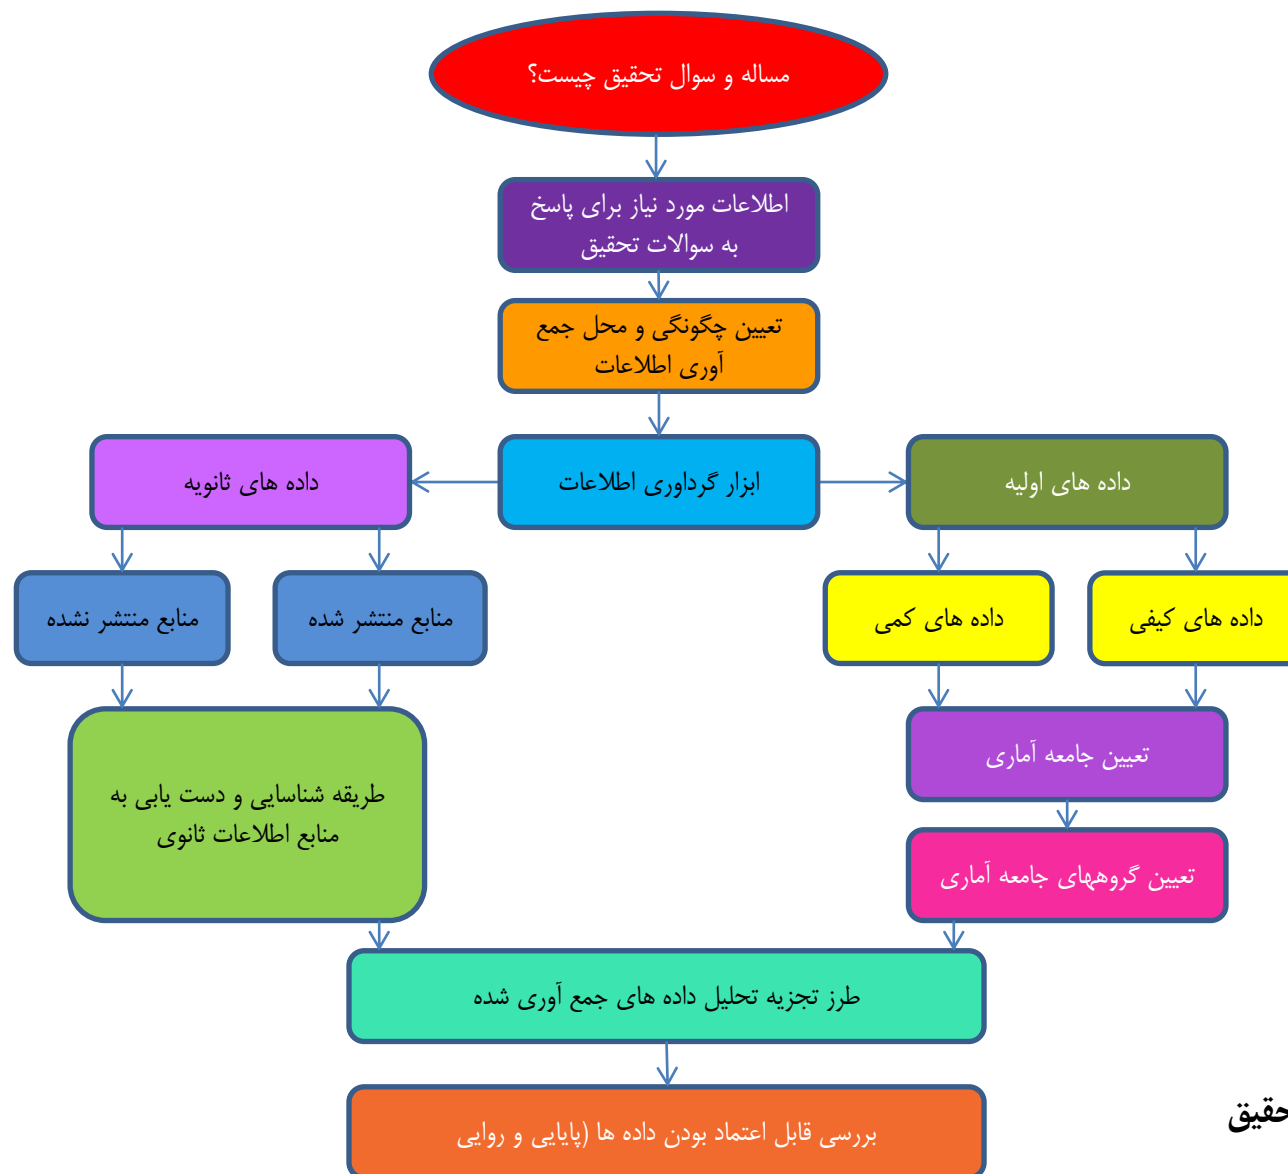 مساله و سوال تحقیق چیست؟
اطلاعات مورد نیاز برای پاسخ
به سوالات تحقیق
تعیین چگونگی و محل جمع
آوری اطلاعات
داده های اولیه
ابزار گرداوری اطلاعات
داده های ثانویه
داده های کیفی
داده های کمی
منابع منتشر شده
منابع منتشر نشده
تعیین جامعه آماری
تعیین گروههای جامعه آماری
طریقه شناسایی و دست یابی به
منابع اطلاعات ثانوی
طرز تجزیه تحلیل داده های جمع آوری شده
بررسی قابل اعتماد بودن داده ها (پایایی و روایی